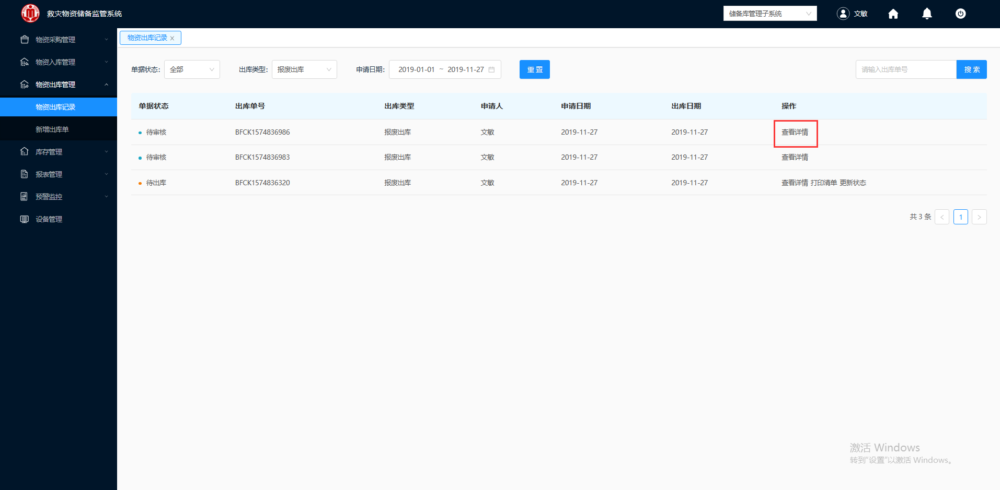 救灾物资储备监管系统
储备库管理子系统
文敏
物资采购管理
物资入库管理
物资出库管理
物资出库记录
新增出库单
库存管理
报表管理
预警监控
设备管理
物资出库记录
单据状态: 全部 出库类型: 报废出库 申请日期: 2019-01-01 ~ 2019-11-27 重 置 请输入出库单号 搜 索
单据状态 出库单号 出库类型 申请人 申请日期 出库日期 操作
待审核 BFCK1574836986 报废出库 文敏 2019-11-27 2019-11-27 查看详情
待审核 BFCK1574836983 报废出库 文敏 2019-11-27 2019-11-27 查看详情
待出库 BFCK1574836320 报废出库 文敏 2019-11-27 2019-11-27 查看详情 打印清单 更新状态
共 3 条 < 1 >
激活 Windows
转到“设置”以激活 Windows。